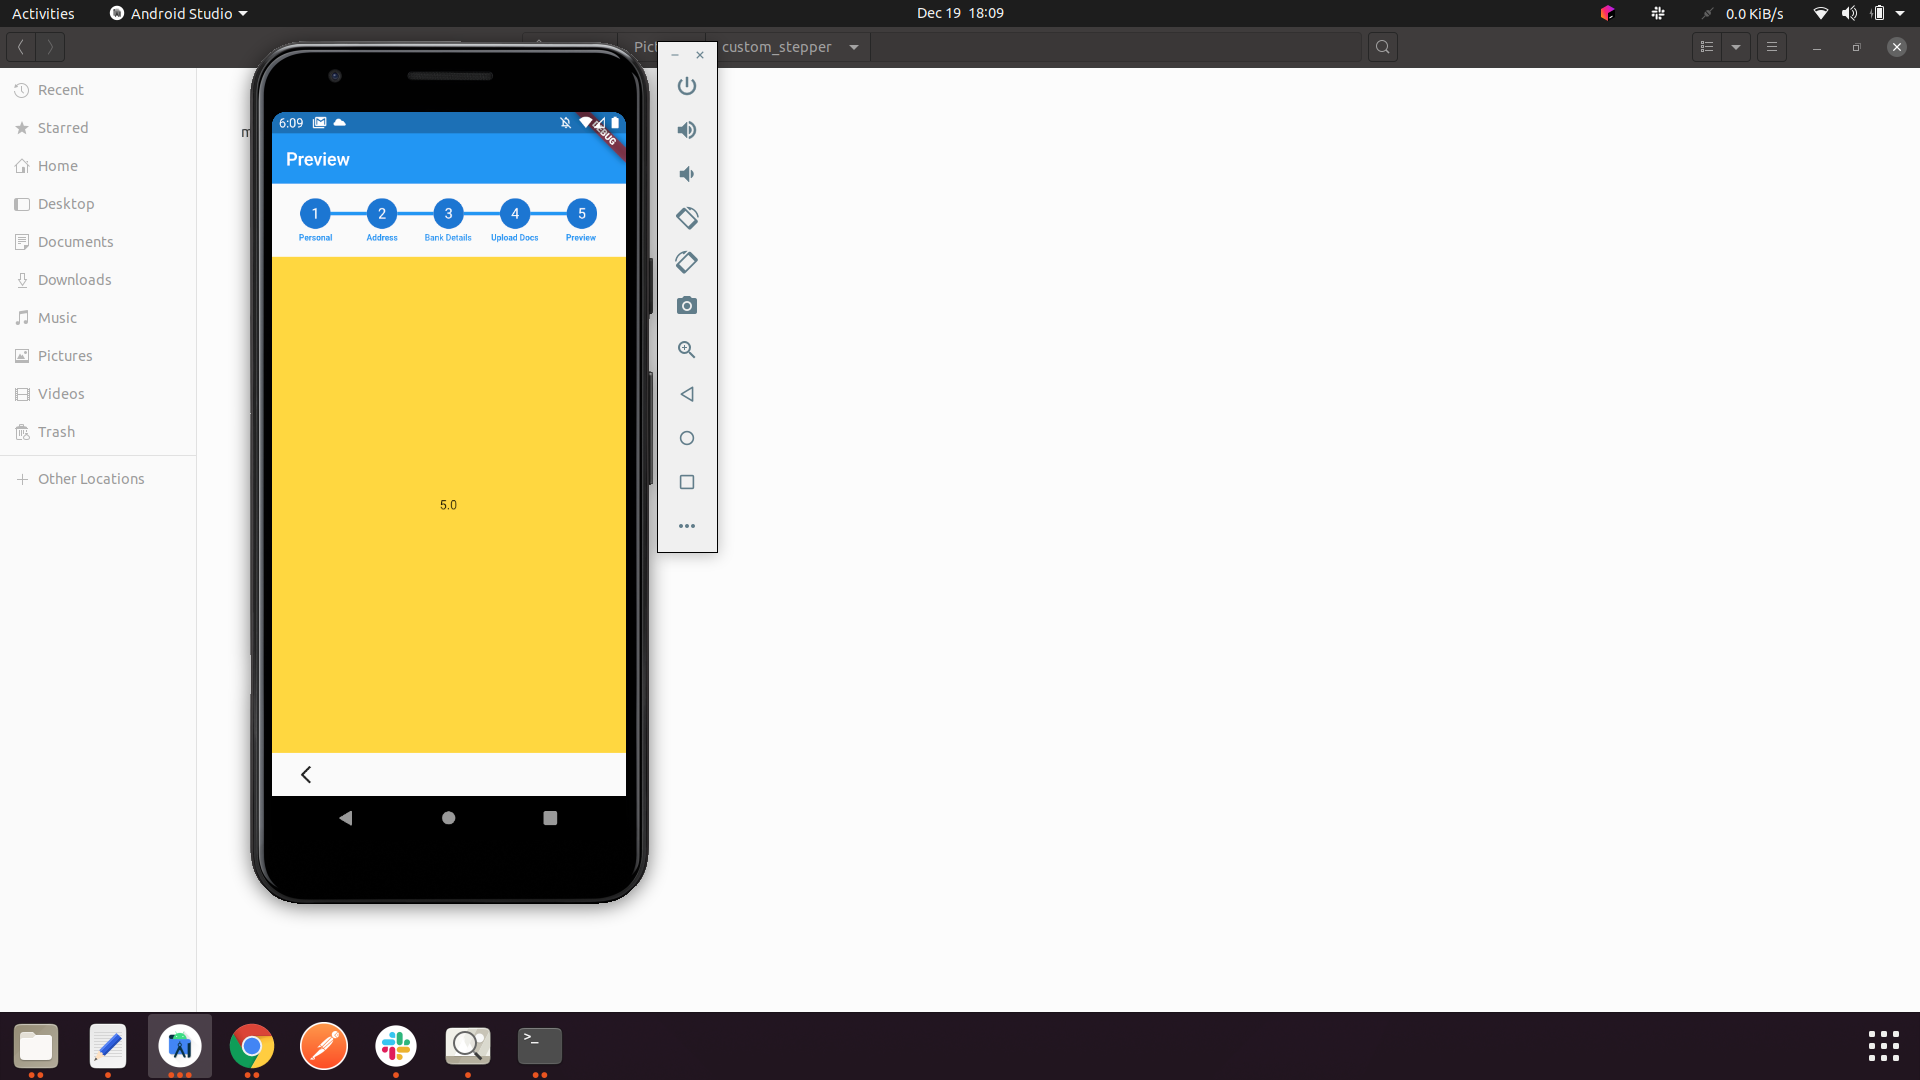 Activities
Android Studio
Dec 19 18:09
0.0 KiB/s
custom_stepper
Recent
Starred
Home
Desktop
Documents
Downloads
Music
Pictures
Videos
Trash
Other Locations
6:09
DEBUG
Preview
1 2 3 4 5
Personal Address Bank Details Upload Docs Preview
5.0